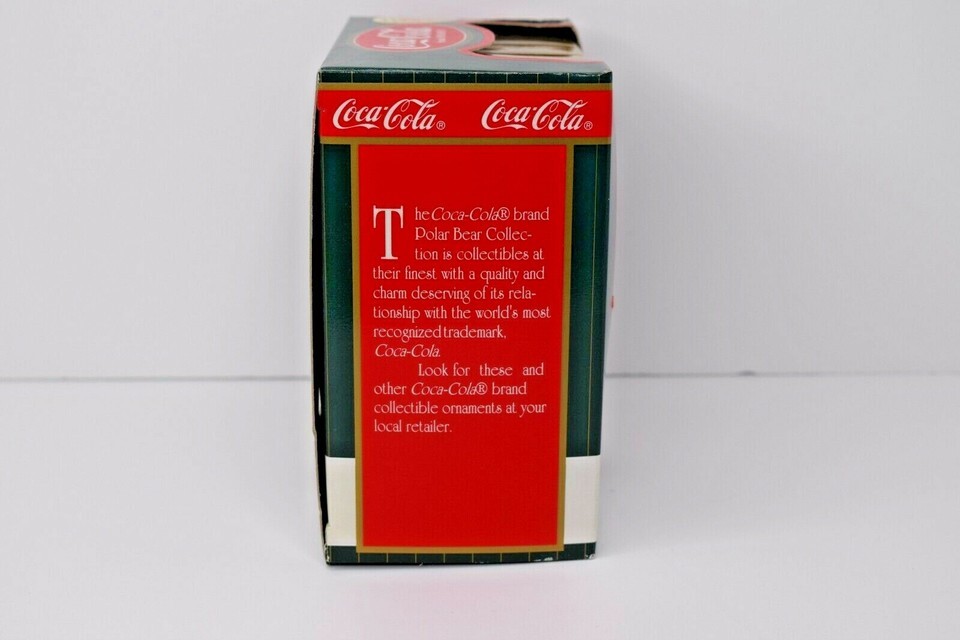 Coca-Cola
Coca-Cola® Coca-Cola®
The Coca-Cola® brand
Polar Bear Collec-
tion is collectibles at
their finest with a quality and
charm deserving of its rela-
tionship with the world's most
recognized trademark,
Coca-Cola.
Look for these and
other Coca-Cola® brand
collectible ornaments at your
local retailer.